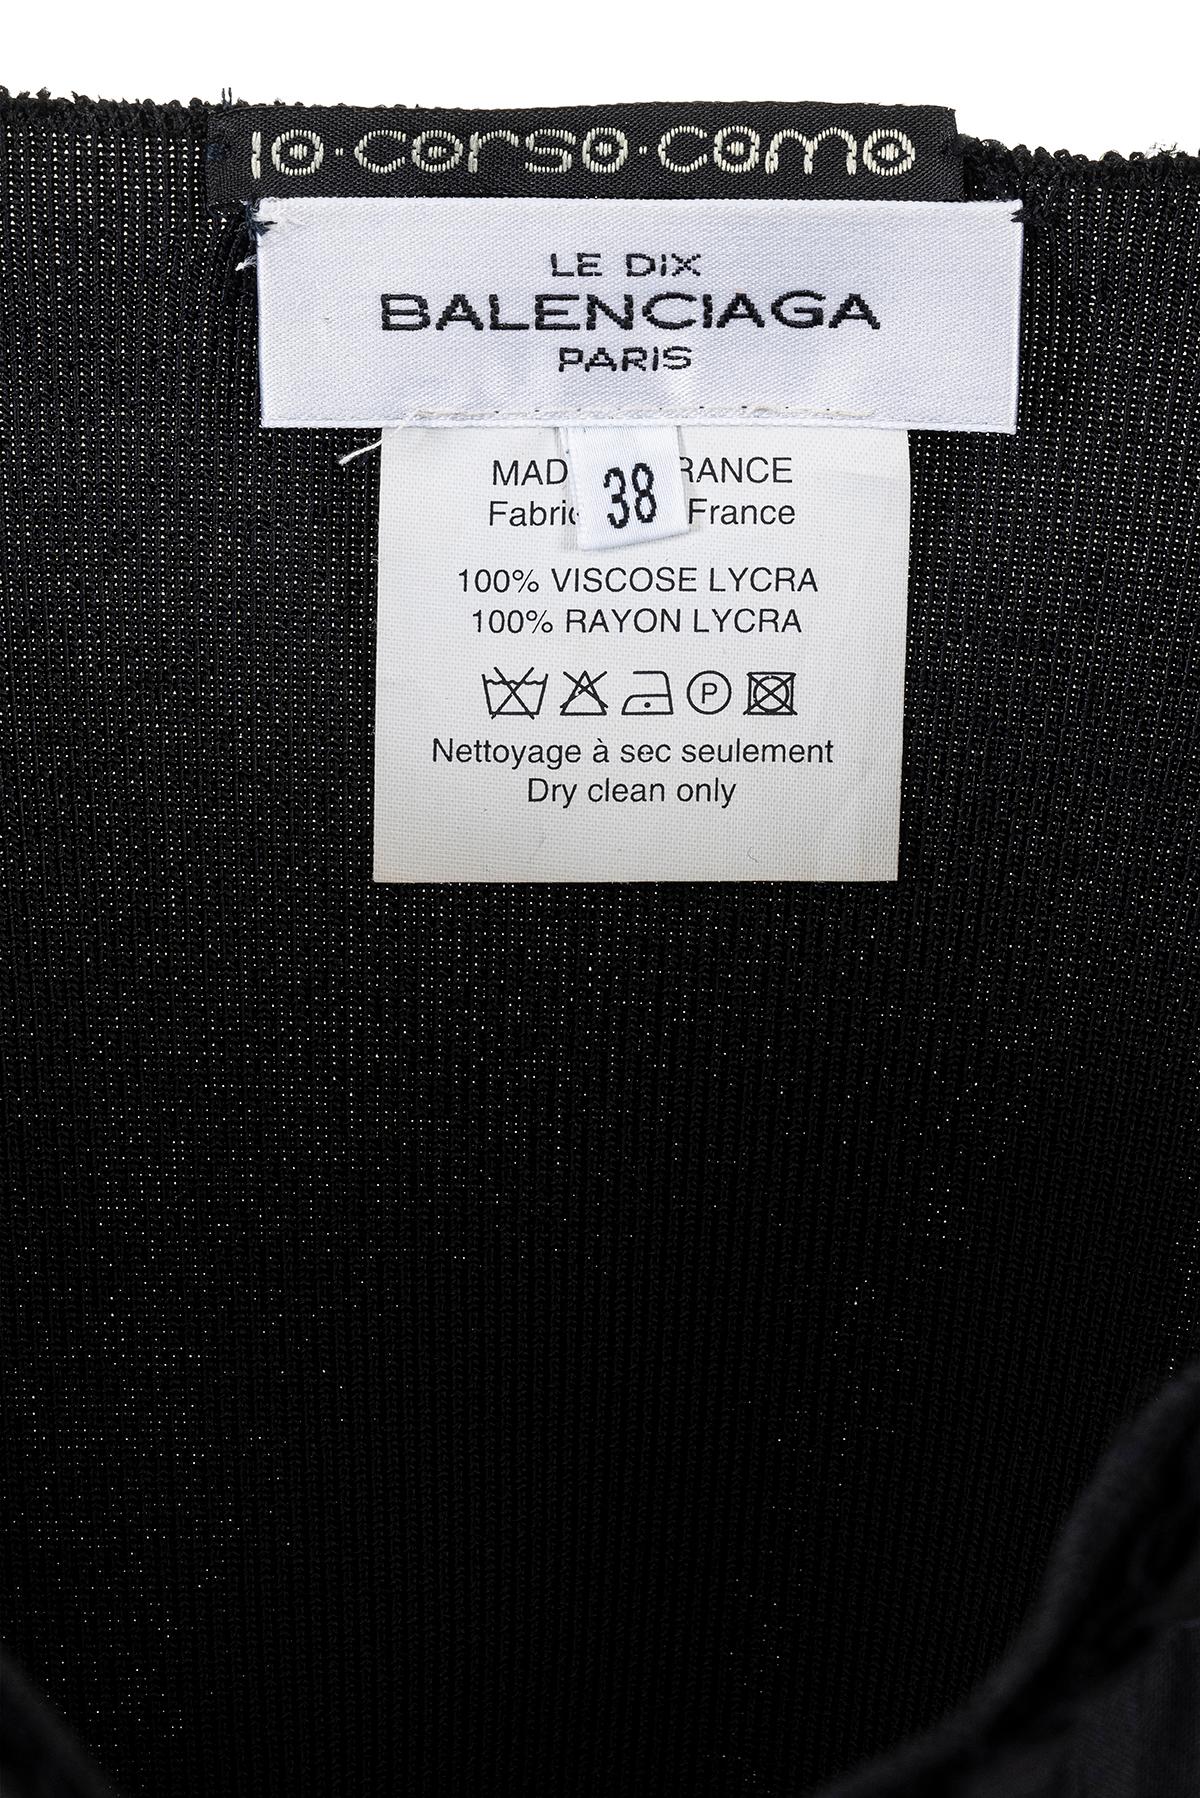 10·corso·como
LE DIX
BALENCIAGA
PARIS
38
MAD RANCE
Fabric France
100% VISCOSE LYCRA
100% RAYON LYCRA
P
Nettoyage à sec seulement
Dry clean only